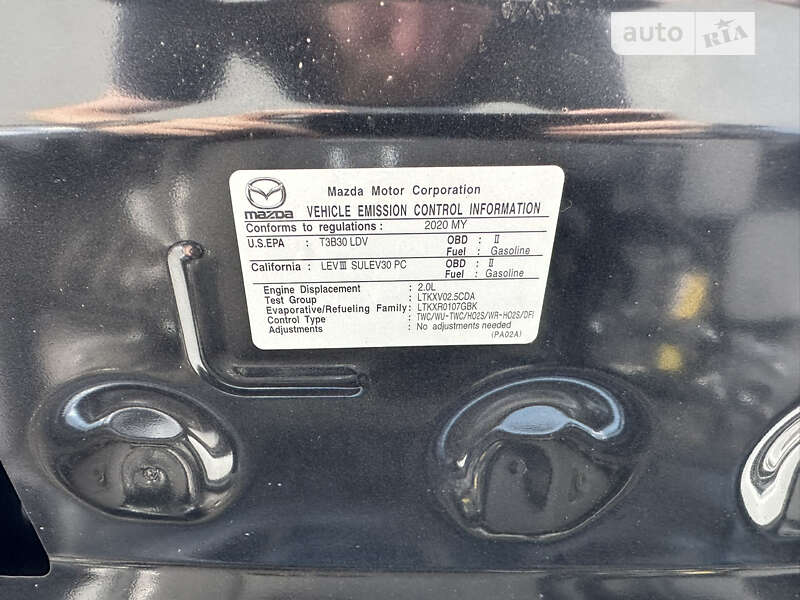 auto RIA
Mazda Motor Corporation
mazda VEHICLE EMISSION CONTROL INFORMATION
Conforms to regulations : 2020 MY
U.S.EPA : T3B30 LDV OBD : II
Fuel : Gasoline
California : LEVⅢ SULEV30 PC OBD : II
Fuel : Gasoline
Engine Displacement : 2.0L
Test Group : LTKXV02.5CDA
Evaporative/Refueling Family: LTKXR0107GBK
Control Type : TWC/WU-TWC/HO2S/WR-HO2S/DFI
Adjustments : No adjustments needed
(PA02A)